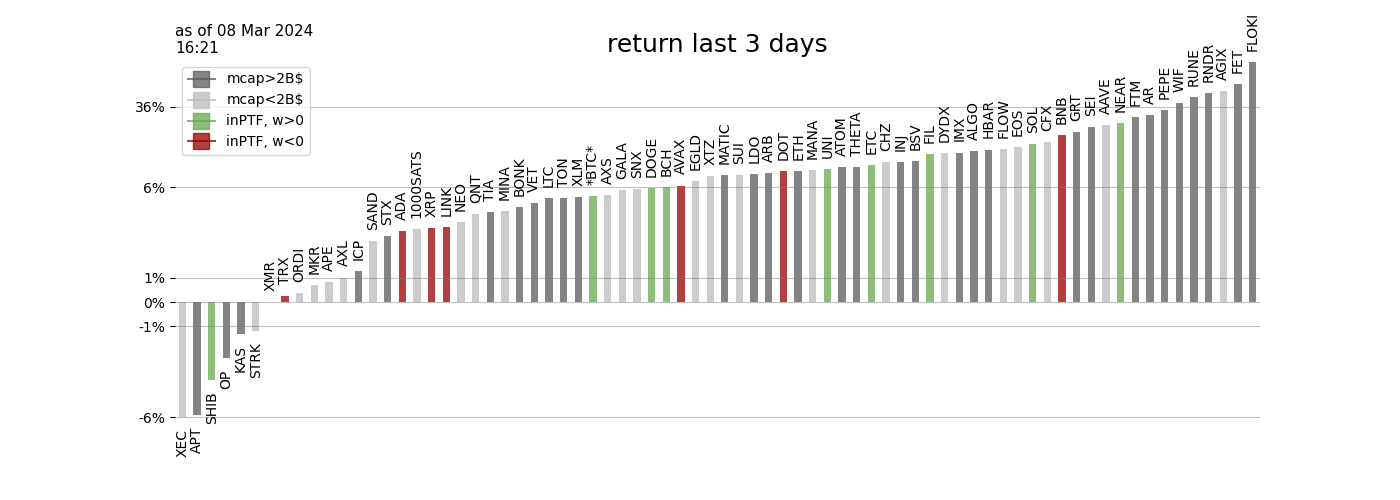 as of 08 Mar 2024
16:21
return last 3 days
mcap>2B$
mcap<2B$
inPTF, w>0
inPTF, w<0
36%
6%
1%
0%
-1%
-6%
XEC
APT
SHIB
OP
KAS
STRK
XMR
TRX
ORDI
MKR
APE
AXL
ICP
SAND
STX
ADA
1000SATS
XRP
LINK
NEO
QNT
TIA
MINA
BONK
VET
LTC
TON
XLM
*BTC*
AXS
GALA
SNX
DOGE
BCH
AVAX
EGLD
XTZ
MATIC
SUI
LDO
ARB
DOT
ETH
MANA
UNI
ATOM
THETA
ETC
CHZ
INJ
BSV
FIL
DYDX
IMX
ALGO
HBAR
FLOW
EOS
SOL
CFX
BNB
GRT
SEI
AAVE
NEAR
FTM
AR
PEPE
WIF
RUNE
RNDR
AGIX
FET
FLOKI